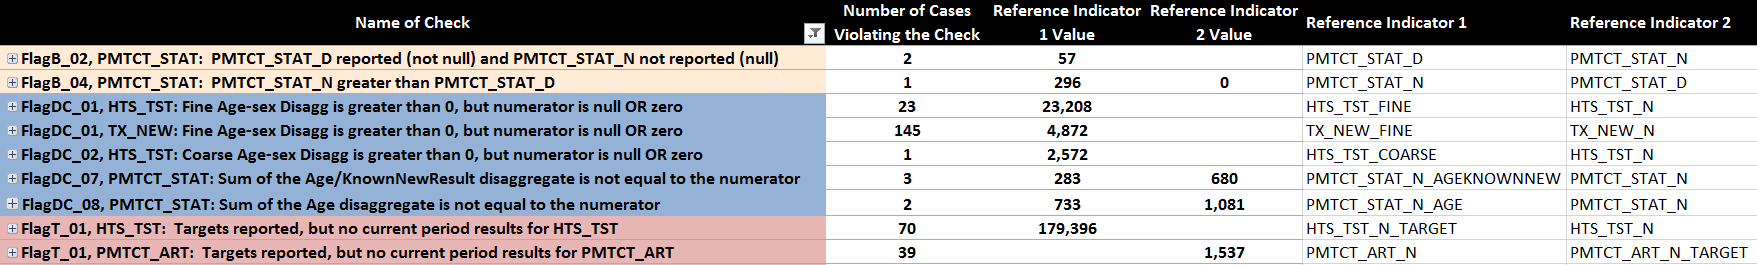 Name of Check Number of Cases Violating the Check Reference Indicator 1 Value Reference Indicator 2 Value Reference Indicator 1 Reference Indicator 2
FlagB_02, PMTCT_STAT:  PMTCT_STAT_D reported (not null) and PMTCT_STAT_N not reported (null) 2 57 PMTCT_STAT_D PMTCT_STAT_N
FlagB_04, PMTCT_STAT:  PMTCT_STAT_N greater than PMTCT_STAT_D 1 296 0 PMTCT_STAT_N PMTCT_STAT_D
FlagDC_01, HTS_TST: Fine Age-sex Disagg is greater than 0, but numerator is null OR zero 23 23,208 HTS_TST_FINE HTS_TST_N
FlagDC_01, TX_NEW: Fine Age-sex Disagg is greater than 0, but numerator is null OR zero 145 4,872 TX_NEW_FINE TX_NEW_N
FlagDC_02, HTS_TST: Coarse Age-sex Disagg is greater than 0, but numerator is null OR zero 1 2,572 HTS_TST_COARSE HTS_TST_N
FlagDC_07, PMTCT_STAT: Sum of the Age/KnownNewResult disaggregate is not equal to the numerator 3 283 680 PMTCT_STAT_N_AGEKNOWNNEW PMTCT_STAT_N
FlagDC_08, PMTCT_STAT: Sum of the Age disaggregate is not equal to the numerator 2 733 1,081 PMTCT_STAT_N_AGE PMTCT_STAT_N
FlagT_01, HTS_TST:  Targets reported, but no current period results for HTS_TST 70 179,396 HTS_TST_N_TARGET HTS_TST_N
FlagT_01, PMTCT_ART:  Targets reported, but no current period results for PMTCT_ART 39 1,537 PMTCT_ART_N PMTCT_ART_N_TARGET